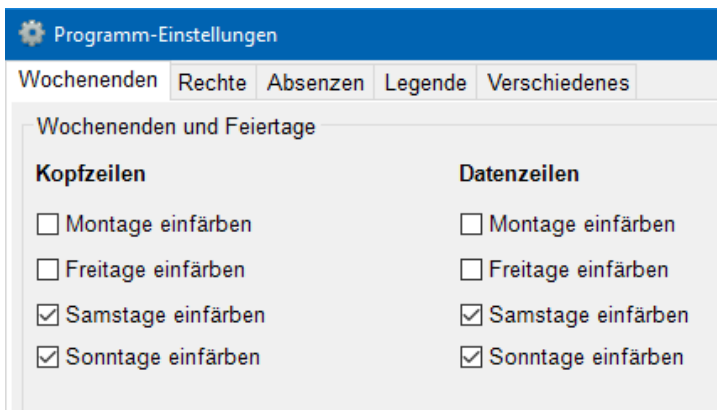 Programm-Einstellungen
Wochenenden Rechte Absenzen Legende Verschiedenes
Wochenenden und Feiertage
Kopfzeilen Datenzeilen
Montage einfärben Montage einfärben
Freitage einfärben Freitage einfärben
Samstage einfärben Samstage einfärben
Sonntage einfärben Sonntage einfärben